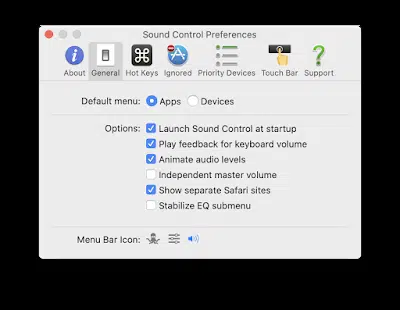 Sound Control Preferences
About General Hot Keys Ignored Priority Devices Touch Bar Support
Default menu: Apps Devices
Options: Launch Sound Control at startup
Play feedback for keyboard volume
Animate audio levels
Independent master volume
Show separate Safari sites
Stabilize EQ submenu
Menu Bar Icon: